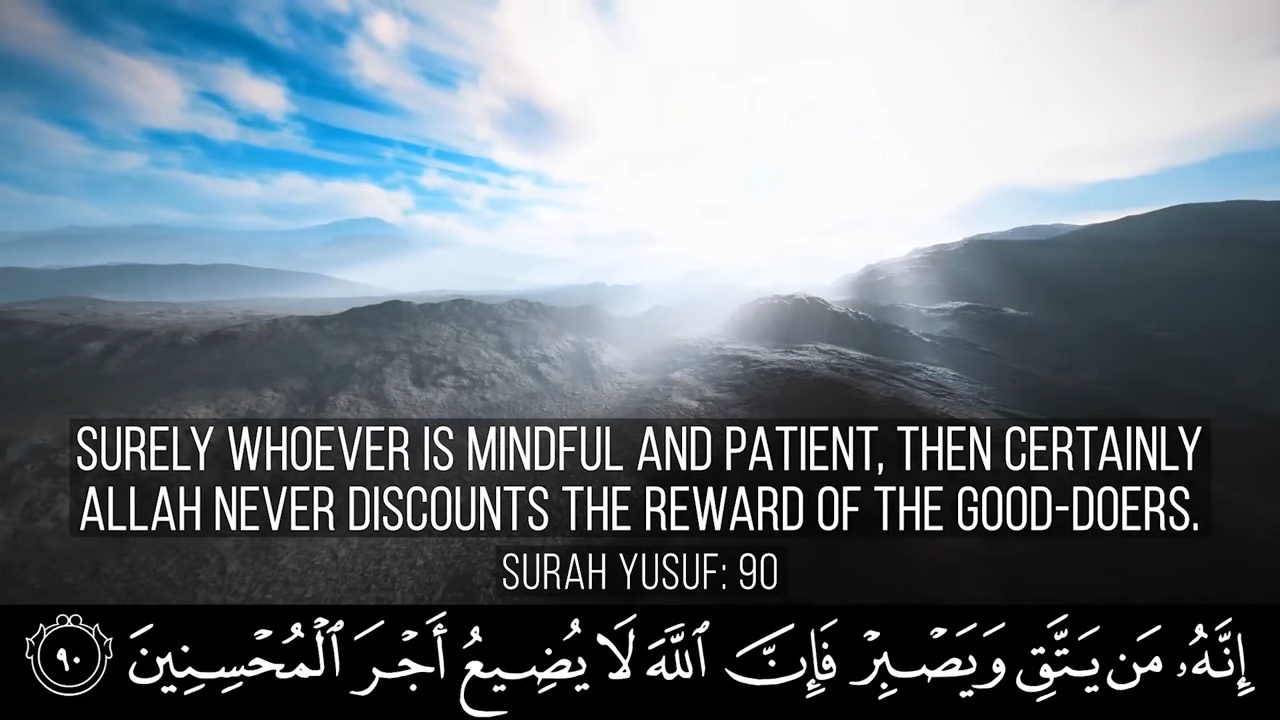 SURELY WHOEVER IS MINDFUL AND PATIENT, THEN CERTAINLY
ALLAH NEVER DISCOUNTS THE REWARD OF THE GOOD-DOERS.
SURAH YUSUF: 90
إِنَّهُۥ مَن يَتَّقِ وَيَصۡبِرۡ فَإِنَّ ٱللَّهَ لَا يُضِيعُ أَجۡرَ ٱلۡمُحۡسِنِينَ ٩٠